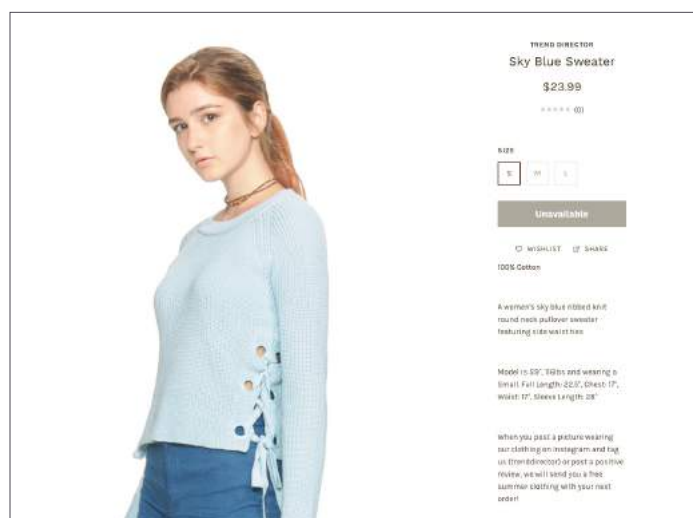 TREND DIRECTOR
Sky Blue Sweater
$23.99
(0)
SIZE
S
M
L
Unavailable
WISHLIST
SHARE
100% Cotton
A women's sky blue ribbed knit
round neck pullover sweater
featuring side waist ties
Model is and wearing a
Small. Full Length: 22.5", Chest: 17",
Waist: 17", Sleeve Length: 28"
When you post a picture wearing
our clothing on Instagram and tag
us (trenddirector) or post a positive
review, we will send you a free
summer clothing with your next
order!